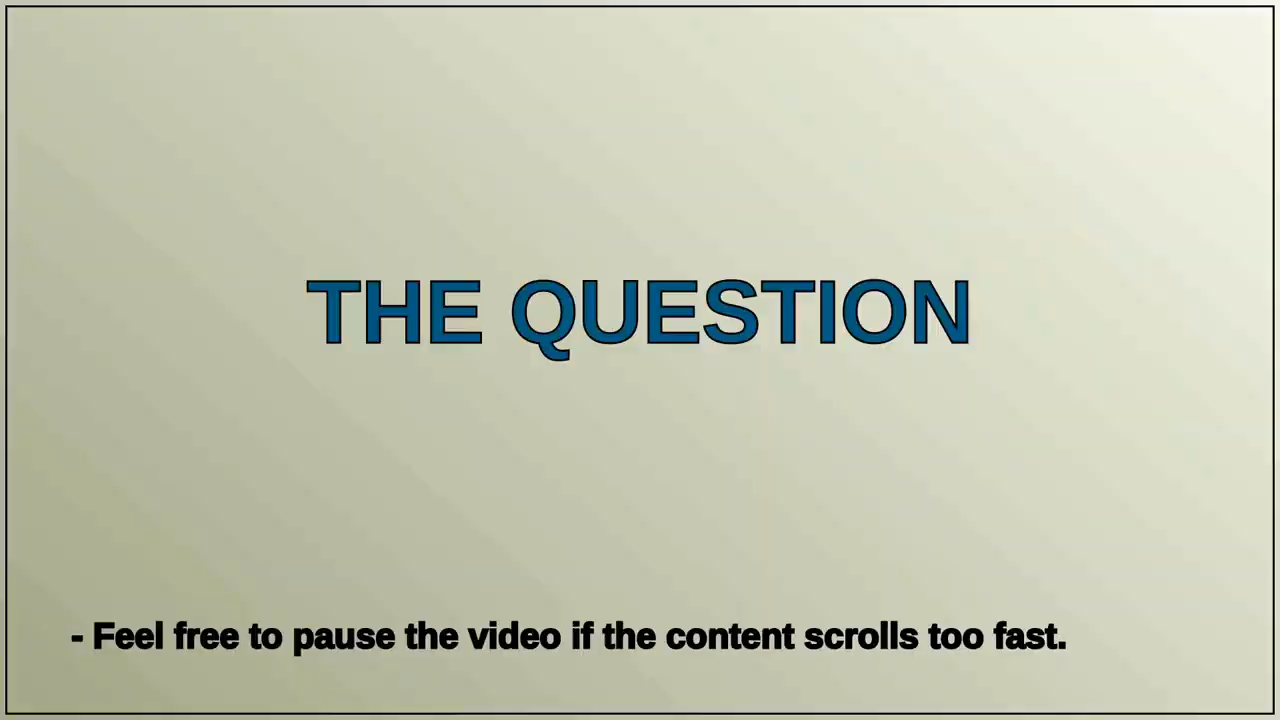 THE QUESTION
- Feel free to pause the video if the content scrolls too fast.